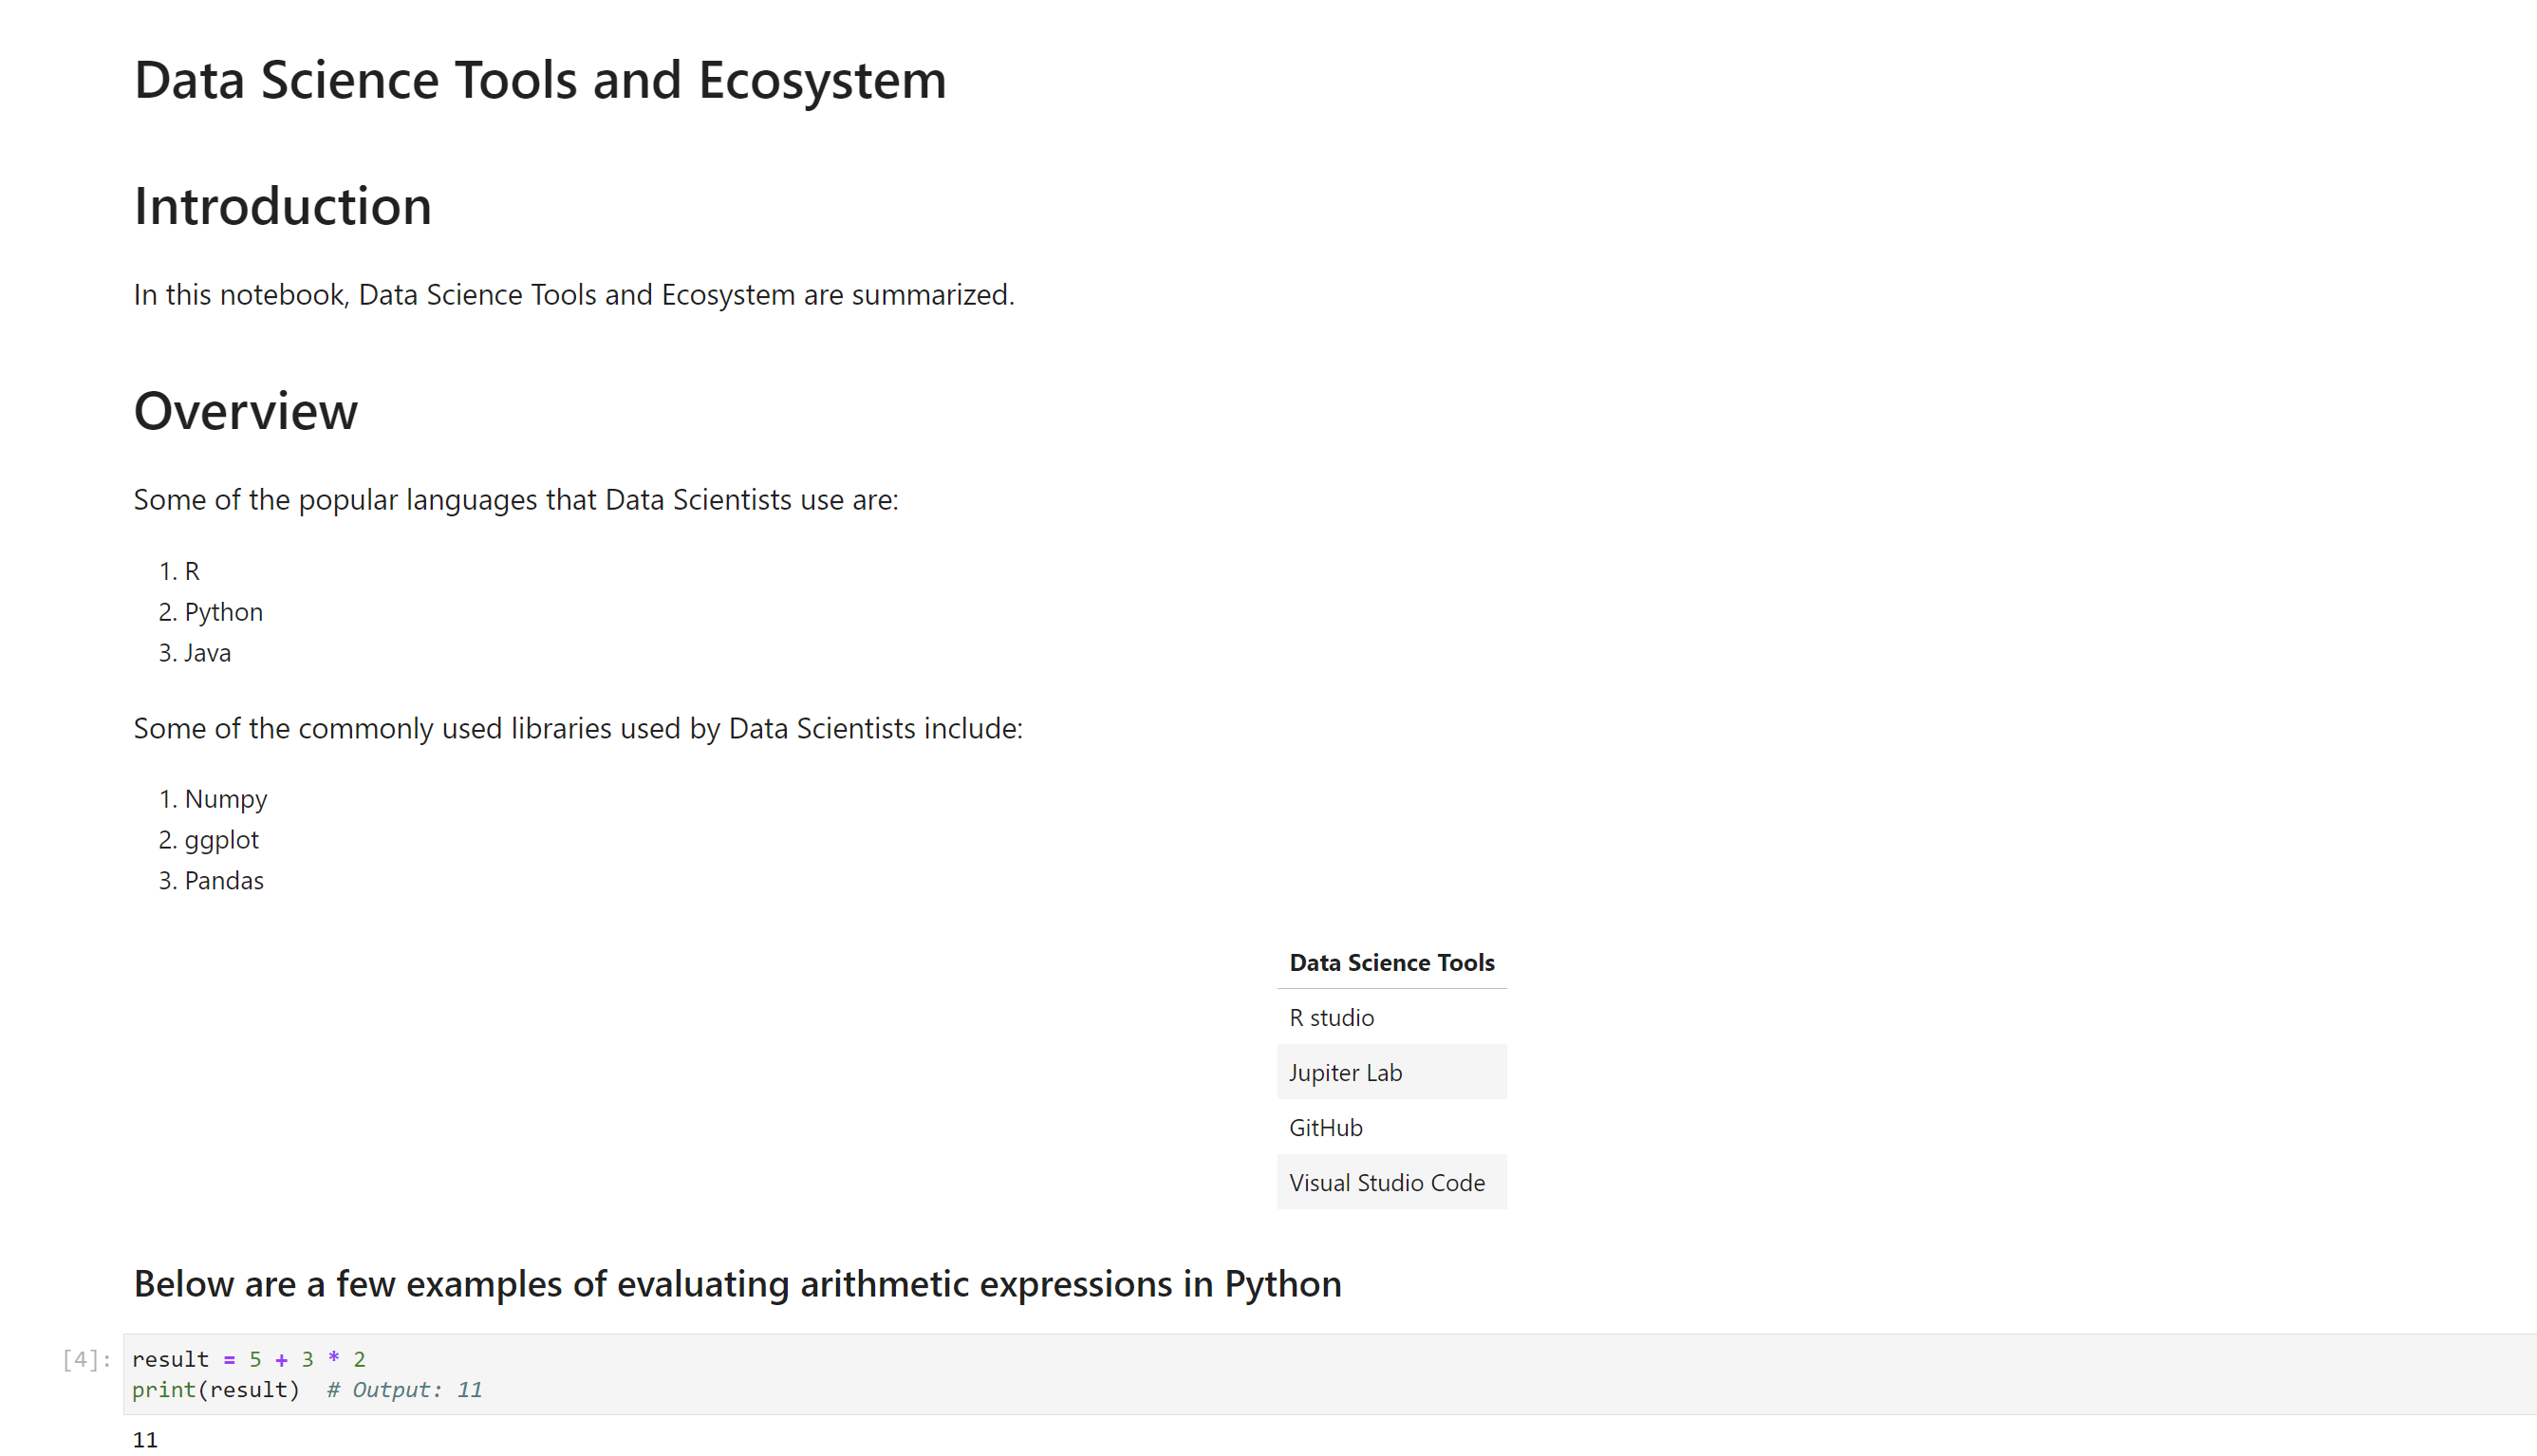 Data Science Tools and Ecosystem
Introduction
In this notebook, Data Science Tools and Ecosystem are summarized.
Overview
Some of the popular languages that Data Scientists use are:
1. R
2. Python
3. Java
Some of the commonly used libraries used by Data Scientists include:
1. Numpy
2. ggplot
3. Pandas
Data Science Tools
R studio
Jupiter Lab
GitHub
Visual Studio Code
Below are a few examples of evaluating arithmetic expressions in Python
[4]: result = 5 + 3 * 2
print(result)  # Output: 11
11